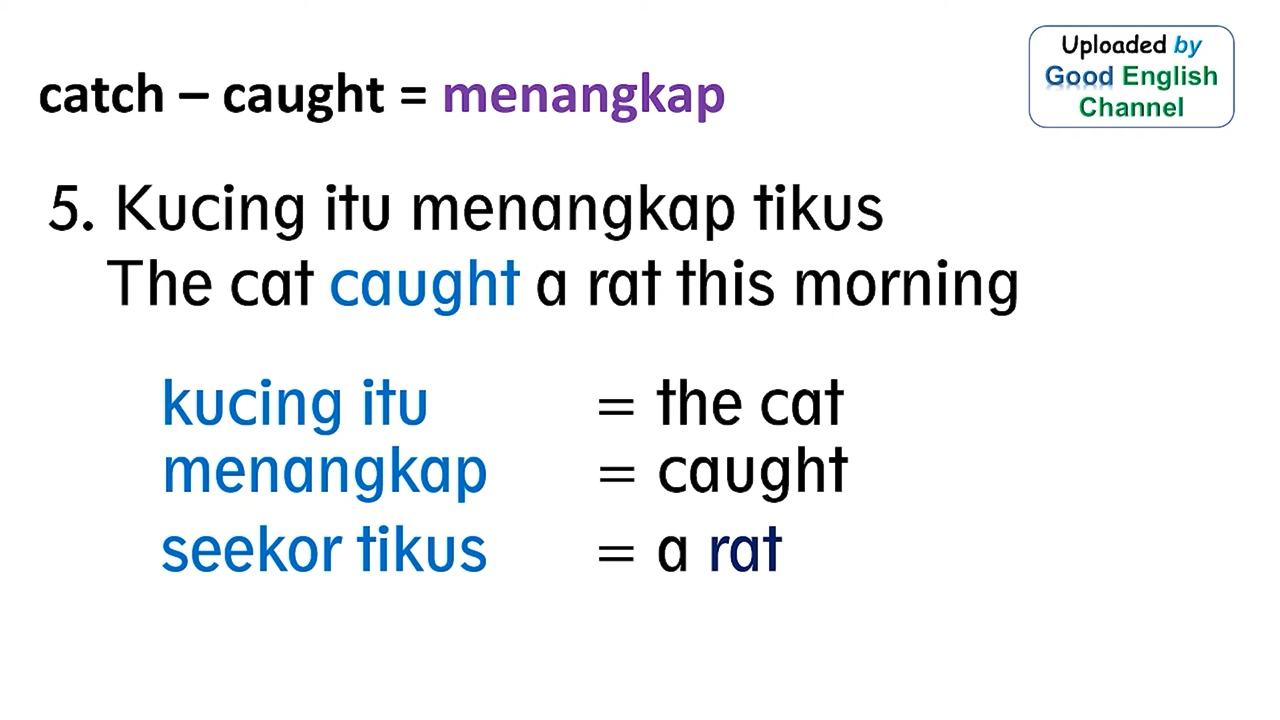 Uploaded by
Good English
Channel
catch – caught = menangkap
5. Kucing itu menangkap tikus
The cat caught a rat this morning
kucing itu = the cat
menangkap = caught
seekor tikus = a rat